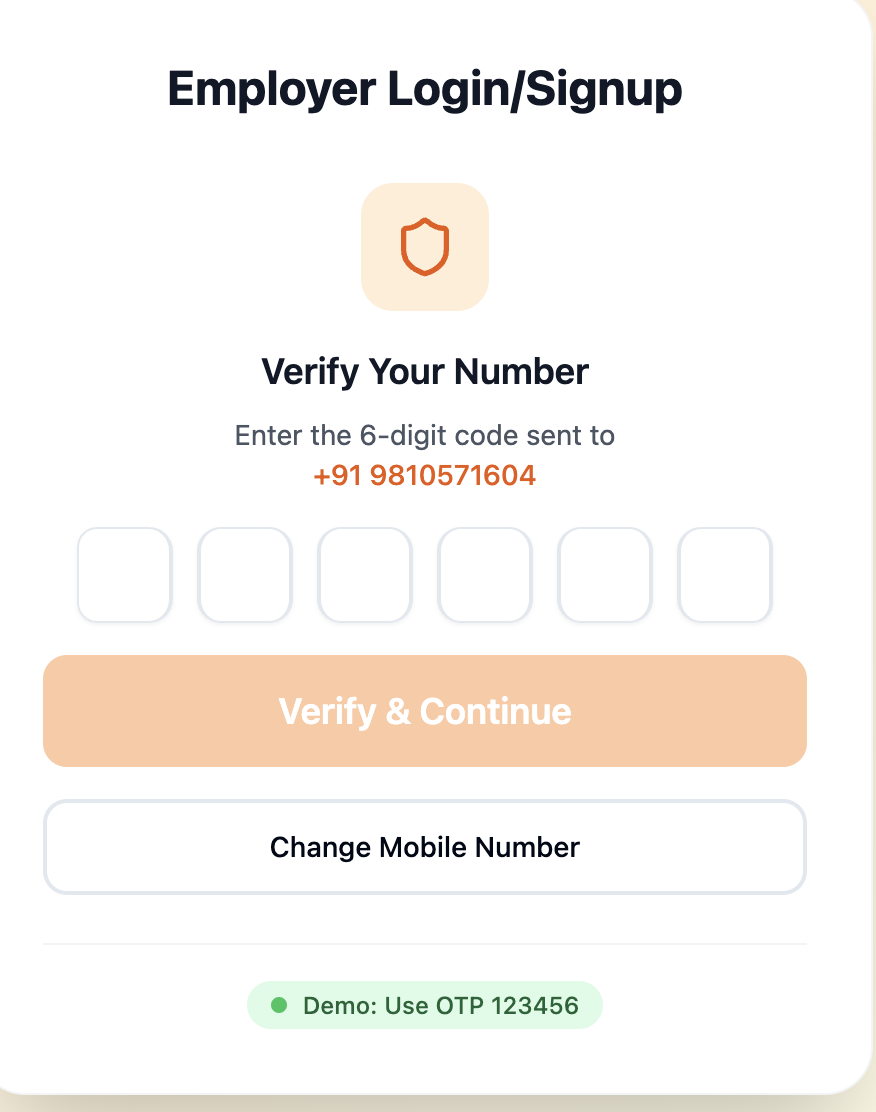 Employer Login/Signup
Verify Your Number
Enter the 6-digit code sent to
+91 9810571604
Verify & Continue
Change Mobile Number
Demo: Use OTP 123456